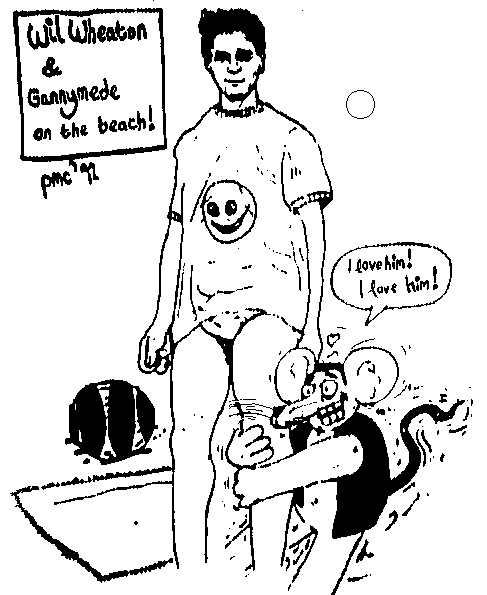 Wil Wheaton
&
Gannymede
on the beach!
pmc '92
I love him!
I love him!